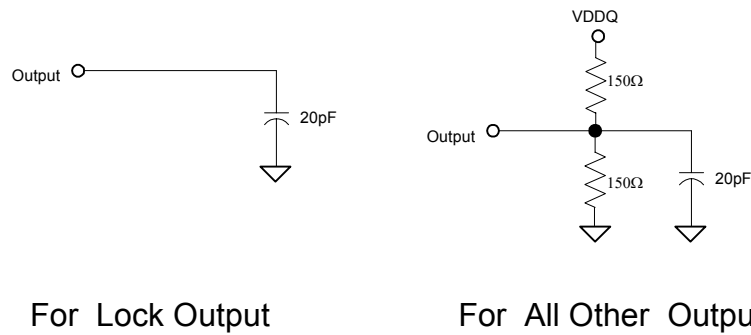 Output
20pF
VDDQ
150Ω
Output
150Ω
20pF
For Lock Output
For All Other Outpu